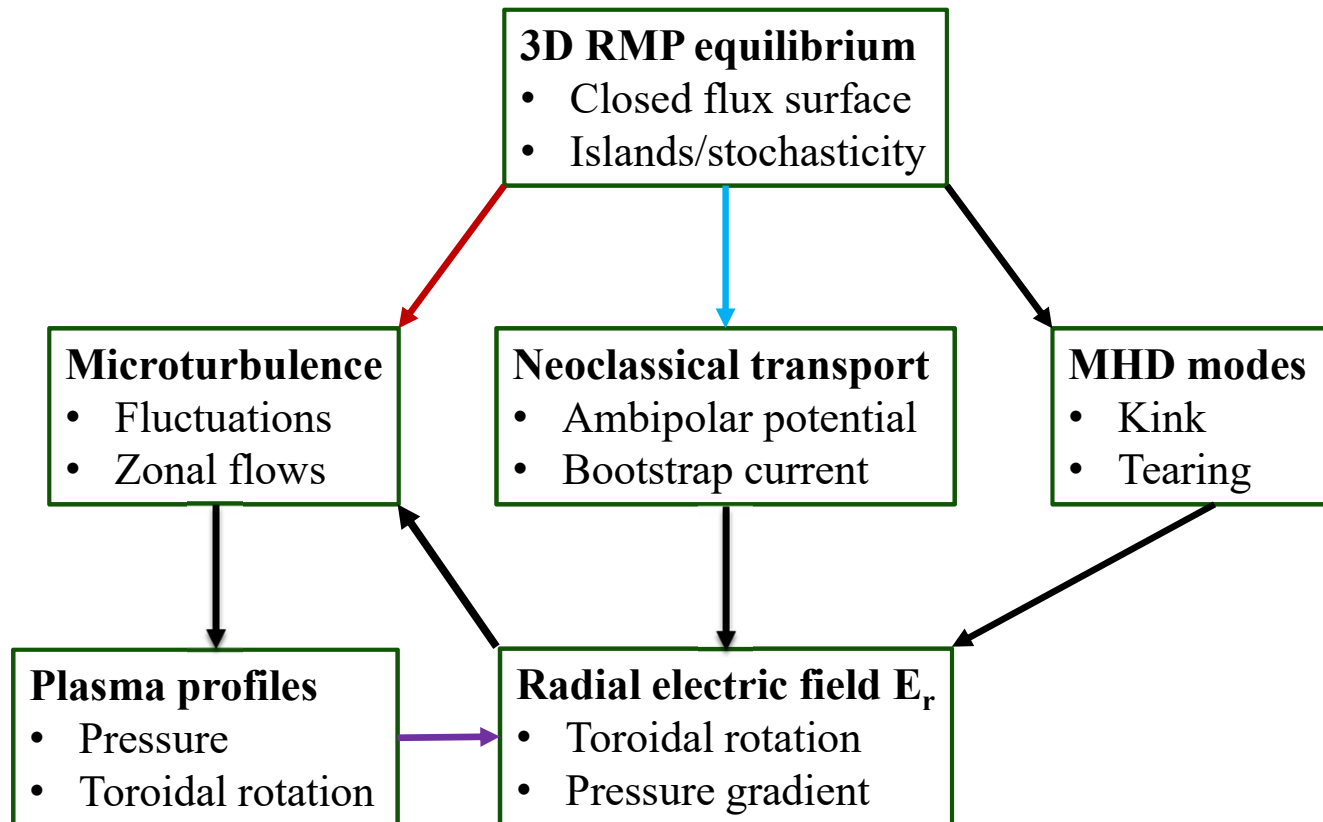 3D RMP equilibrium
• Closed flux surface
• Islands/stochasticity
Microturbulence
• Fluctuations
• Zonal flows
Neoclassical transport
• Ambipolar potential
• Bootstrap current
MHD modes
• Kink
• Tearing
Plasma profiles
• Pressure
• Toroidal rotation
Radial electric field Er
• Toroidal rotation
• Pressure gradient